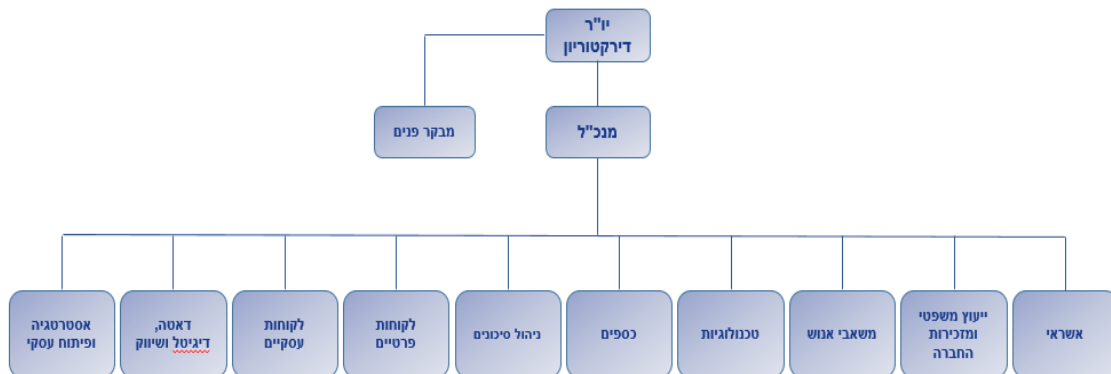 יו"ר
דירקטוריון
מנכ"ל
מבקר פנים
אשראי
ייעוץ משפטי
ומזכירות
החברה
משאבי אנוש
טכנולוגיות
כספים
ניהול סיכונים
לקוחות
פרטיים
לקוחות
עסקיים
דאטה,
דיגיטל ושיווק
אסטרטגיה
ופיתוח עסקי